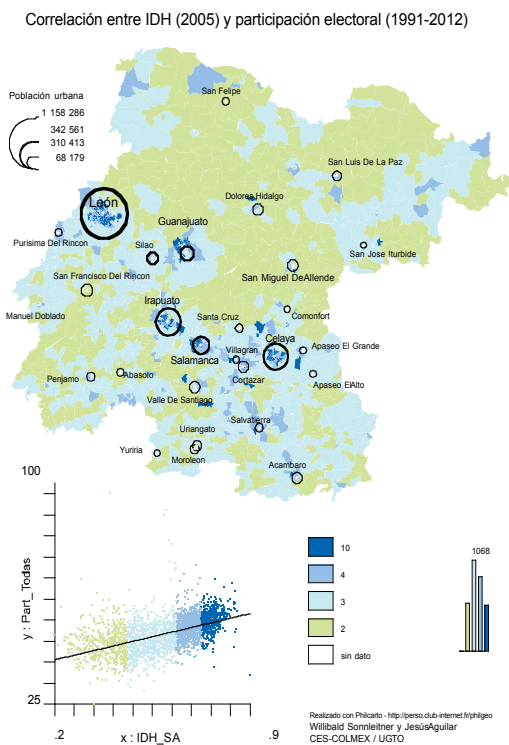 Correlacion entre IDH (2005) y participación electoral (1991-2012)
Población urbana
1 158 286
342 561
310 413
68 179
San Felipe
San Luis De La Paz
León
Dolores Hidalgo
Guanajuato
Purisima Del Rincon
Silao
San Jose Iturbide
San Francisco Del Rincon
San Miguel DeAllende
Irapuato
Manuel Doblado
Santa Cruz
Comonfort
Celaya
Salamanca
Villagran
Apaseo El Grande
Penjamo
Abasolo
Cortazar
Apaseo ElAlto
Valle De Santiago
Salvatierra
Uriangato
Yuriria
Moroleon
Acambaro
100
y : Part_Todas
25
.2
x : IDH_SA
.9
10
4
3
2
sin dato
1068
Realizado con Philcarto - http://perso.club-internet.fr/philgeo
Willibald Sonnleitner y JesúsAguilar
CES-COLMEX / UGTO